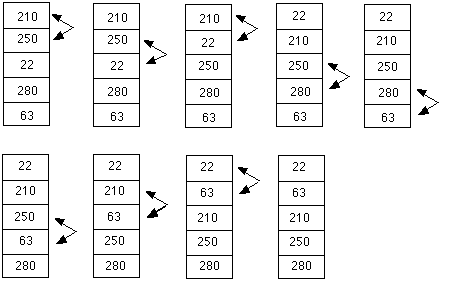 210 210 210 22 22
250 250 22 210 210
22 22 250 250 250
280 280 280 280 280
63 63 63 63 63
22 22 22 22
210 210 63 63
250 63 210 210
63 250 250 250
280 280 280 280